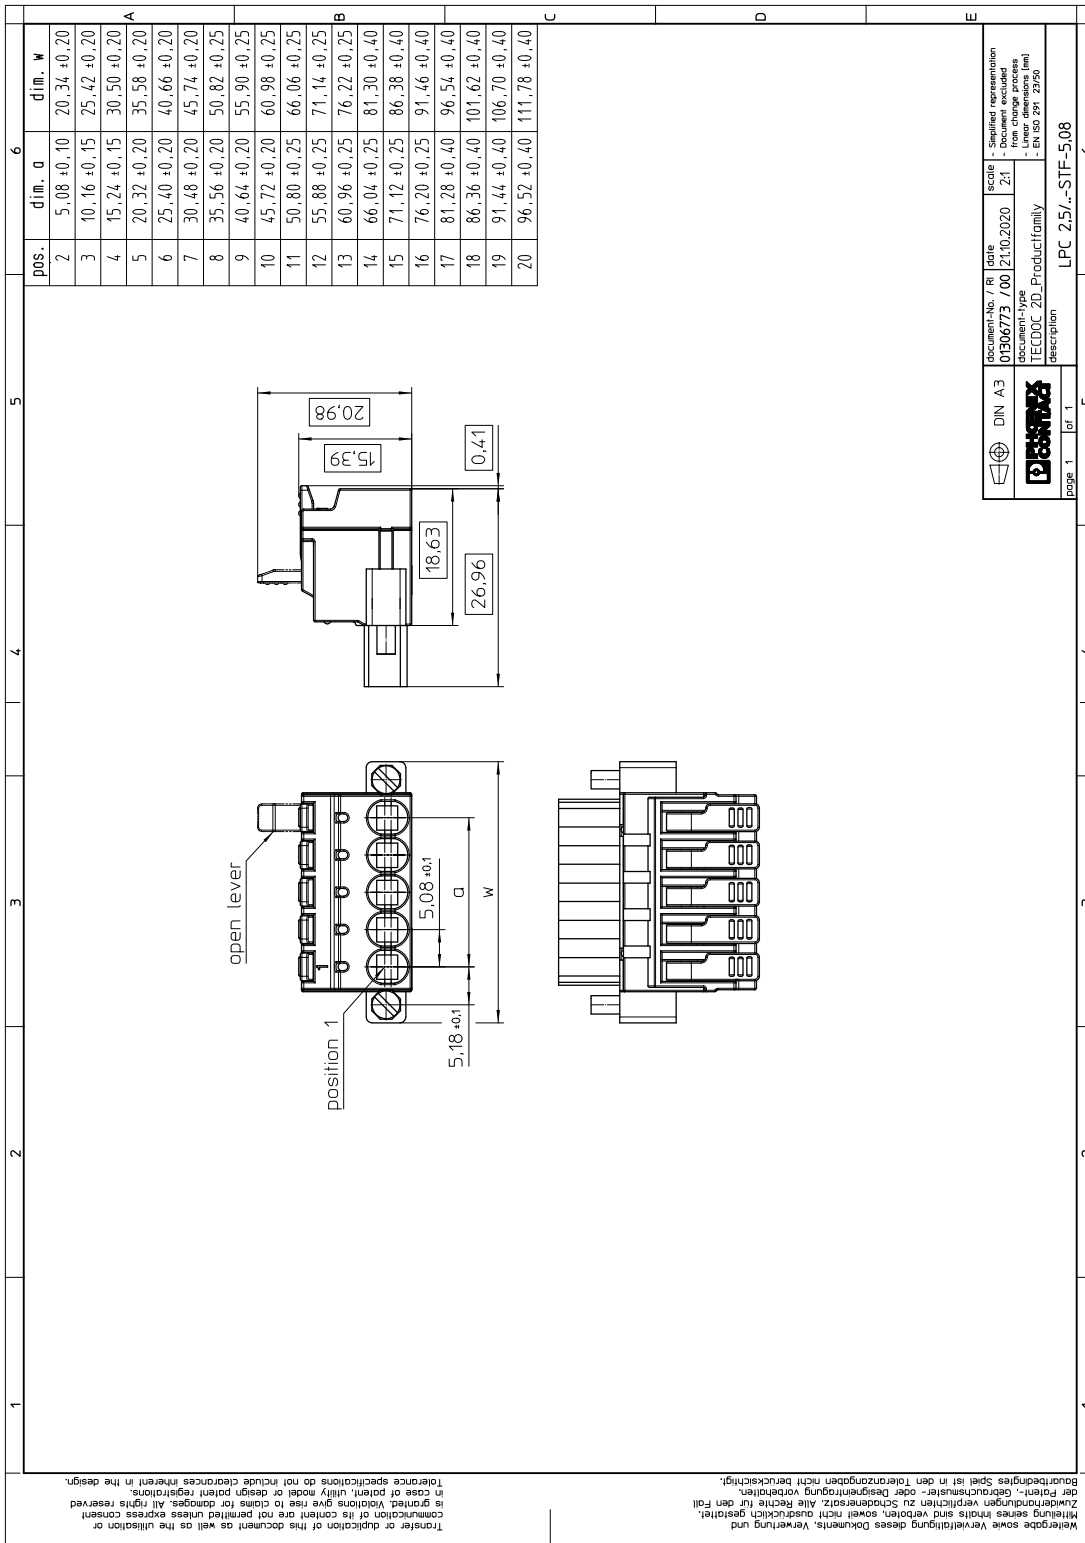 1
2
3
4
5
6
A
B
C
D
E
pos. dim. a dim. w
2 5,08 ±0,10 20,34 ±0,20
3 10,16 ±0,15 25,42 ±0,20
4 15,24 ±0,15 30,50 ±0,20
5 20,32 ±0,20 35,58 ±0,20
6 25,40 ±0,20 40,66 ±0,20
7 30,48 ±0,20 45,74 ±0,20
8 35,56 ±0,20 50,82 ±0,25
9 40,64 ±0,20 55,90 ±0,25
10 45,72 ±0,20 60,98 ±0,25
11 50,80 ±0,25 66,06 ±0,25
12 55,88 ±0,25 71,14 ±0,25
13 60,96 ±0,25 76,22 ±0,25
14 66,04 ±0,25 81,30 ±0,40
15 71,12 ±0,25 86,38 ±0,40
16 76,20 ±0,25 91,46 ±0,40
17 81,28 ±0,40 96,54 ±0,40
18 86,36 ±0,40 101,62 ±0,40
19 91,44 ±0,40 106,70 ±0,40
20 96,52 ±0,40 111,78 ±0,40
open lever
position 1
1
5,08 ±0,1
a
w
5,18 ±0,1
20,98
15,39
0,41
18,63
26,96
DIN A3
document-No. / RI
01306773 / 00
date
21.10.2020
scale
2:1
- Simplified representation
- Document excluded
from change process
- Linear dimensions [mm]
- EN ISO 291 23/50
PHOENIX
CONTACT
document-type
TECDOC 2D_Productfamily
page 1 of 1
description
LPC 2,5/..-STF-5,08
Transfer or duplication of this document as well as the utilisation or
communication of its content are not permitted unless express consent
is granted. Violations give rise to claims for damages. All rights reserved
in case of patent, utility model or design patent registrations.
Tolerance specifications do not include clearances inherent in the design.
Weitergabe sowie Vervielfältigung dieses Dokuments, Verwertung und
Mitteilung seines Inhalts sind verboten, soweit nicht ausdrücklich gestattet.
Zuwiderhandlungen verpflichten zu Schadenersatz. Alle Rechte für den Fall
der Patent-, Gebrauchsmuster- oder Designeintragung vorbehalten.
Bauartbedingtes Spiel ist in den Toleranzangaben nicht berücksichtigt.
1
2
3
4
5
6